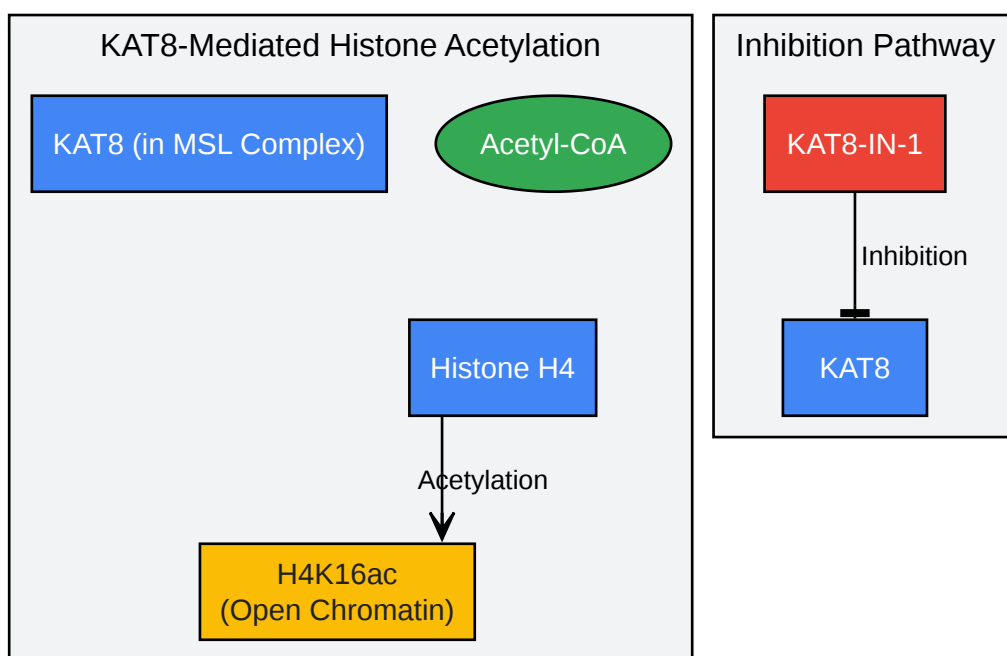 KAT8-Mediated Histone Acetylation
KAT8 (in MSL Complex)
Acetyl-CoA
Histone H4
Acetylation
H4K16ac
(Open Chromatin)
Inhibition Pathway
KAT8-IN-1
Inhibition
KAT8